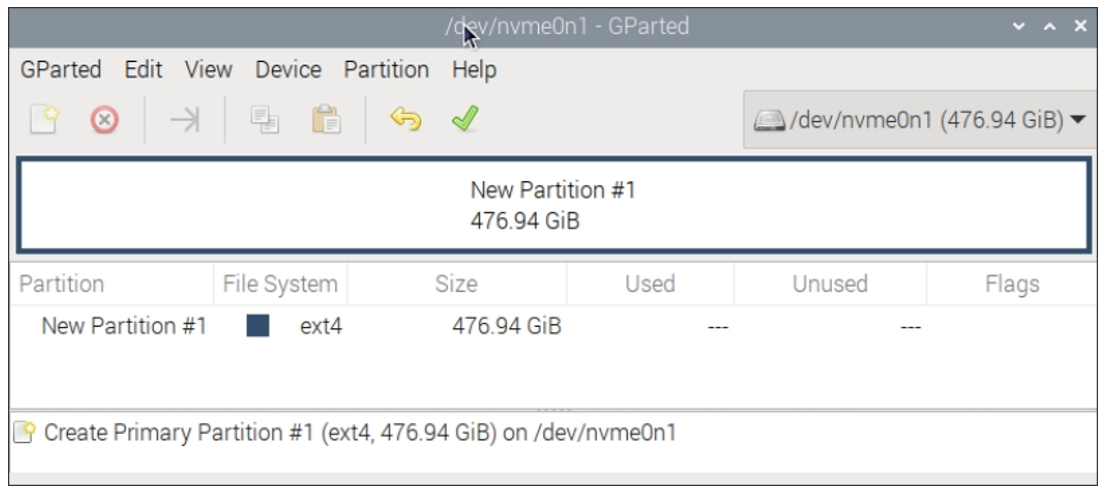 /dev/nvme0n1 - GParted
GParted Edit View Device Partition Help
/dev/nvme0n1 (476.94 GiB)
New Partition #1
476.94 GiB
Partition File System Size Used Unused Flags
New Partition #1 ext4 476.94 GiB --- ---
Create Primary Partition #1 (ext4, 476.94 GiB) on /dev/nvme0n1